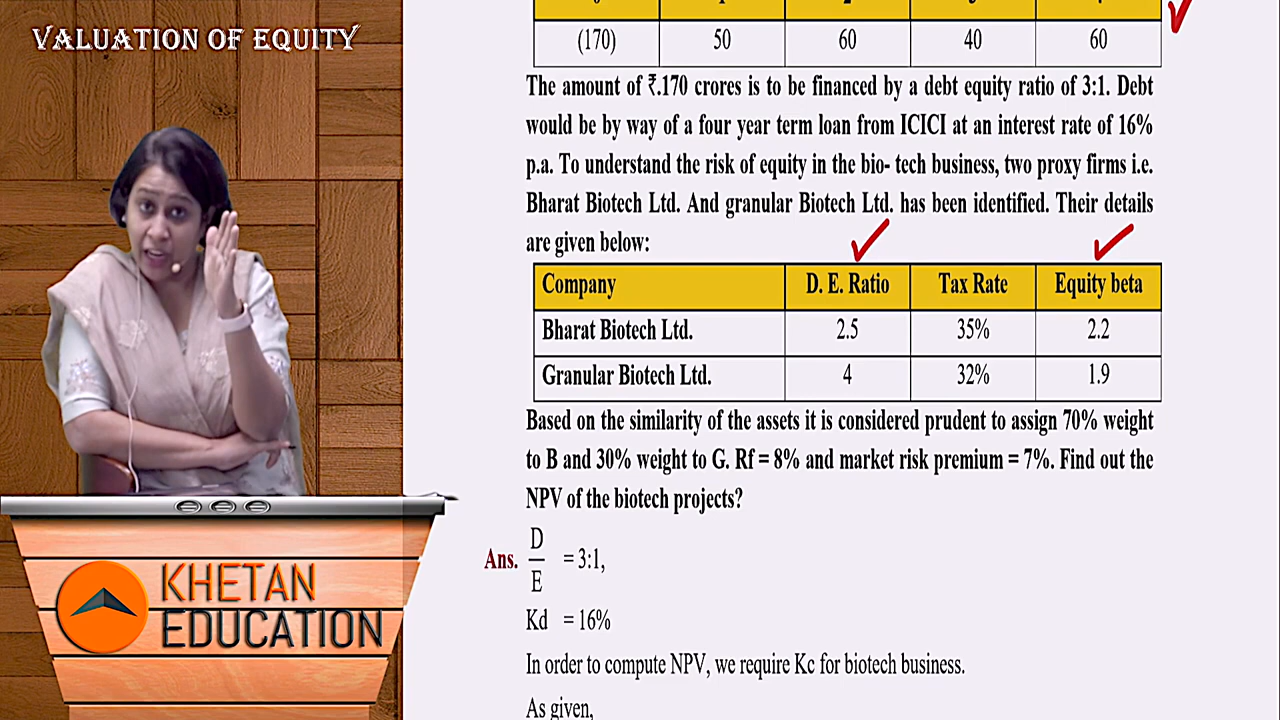 VALUATION OF EQUITY
(170) 50 60 40 60
The amount of ₹.170 crores is to be financed by a debt equity ratio of 3:1. Debt
would be by way of a four year term loan from ICICI at an interest rate of 16%
p.a. To understand the risk of equity in the bio- tech business, two proxy firms i.e.
Bharat Biotech Ltd. And granular Biotech Ltd. has been identified. Their details
are given below:
Company D. E. Ratio Tax Rate Equity beta
Bharat Biotech Ltd. 2.5 35% 2.2
Granular Biotech Ltd. 4 32% 1.9
Based on the similarity of the assets it is considered prudent to assign 70% weight
to B and 30% weight to G. Rf = 8% and market risk premium = 7%. Find out the
NPV of the biotech projects?
Ans. D
— = 3:1,
E
Kd = 16%
In order to compute NPV, we require Kc for biotech business.
As given,
KHETAN
EDUCATION